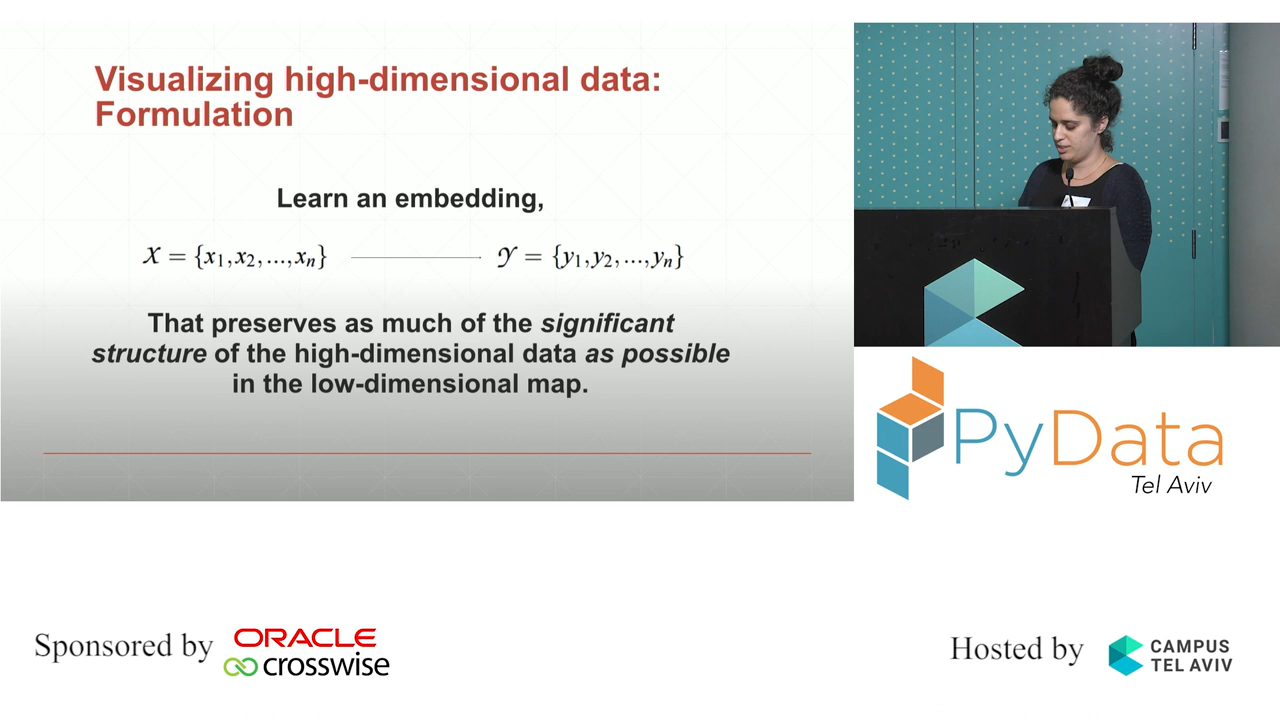 Visualizing high-dimensional data:
Formulation
Learn an embedding,
X = {x₁,x₂,...,xₙ} 𝒴 = {y₁,y₂,...,yₙ}
That preserves as much of the significant
structure of the high-dimensional data as possible
in the low-dimensional map.
PyData
Tel Aviv
Sponsored by
ORACLE
crosswise
Hosted by
CAMPUS
TEL AVIV